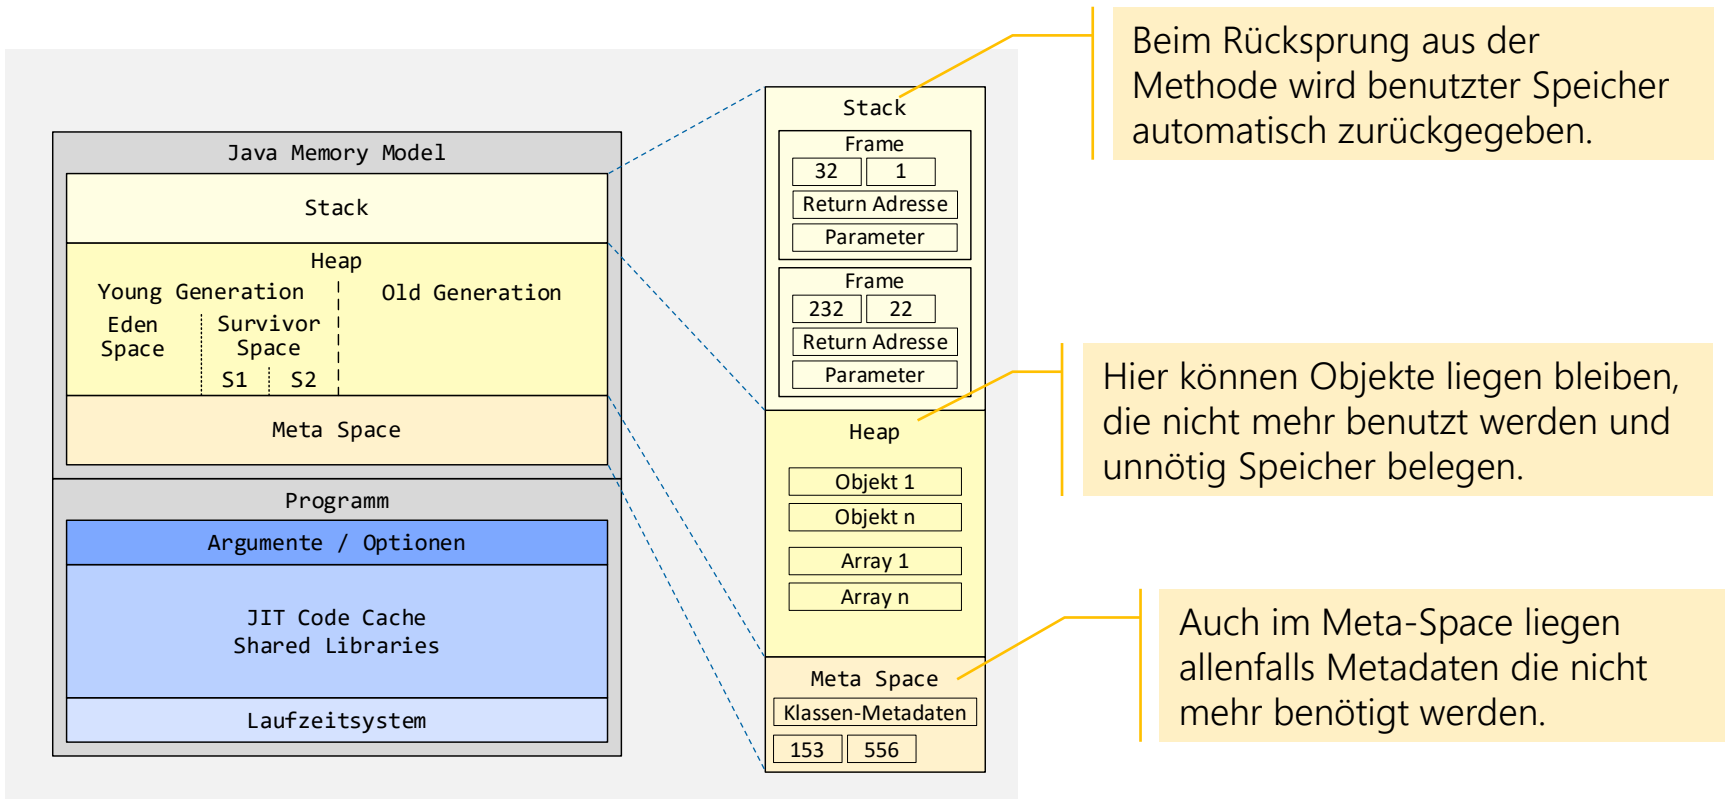 Java Memory Model
Stack
Heap
Young Generation
Old Generation
Eden
Space
Survivor
Space
S1
S2
Meta Space
Programm
Argumente / Optionen
JIT Code Cache
Shared Libraries
Laufzeitsystem
Stack
Frame
32
1
Return Adresse
Parameter
Frame
232
22
Return Adresse
Parameter
Heap
Objekt 1
Objekt n
Array 1
Array n
Meta Space
Klassen-Metadaten
153
556
Beim Rücksprung aus der
Methode wird benutzter Speicher
automatisch zurückgegeben.
Hier können Objekte liegen bleiben,
die nicht mehr benutzt werden und
unnötig Speicher belegen.
Auch im Meta-Space liegen
allenfalls Metadaten die nicht
mehr benötigt werden.